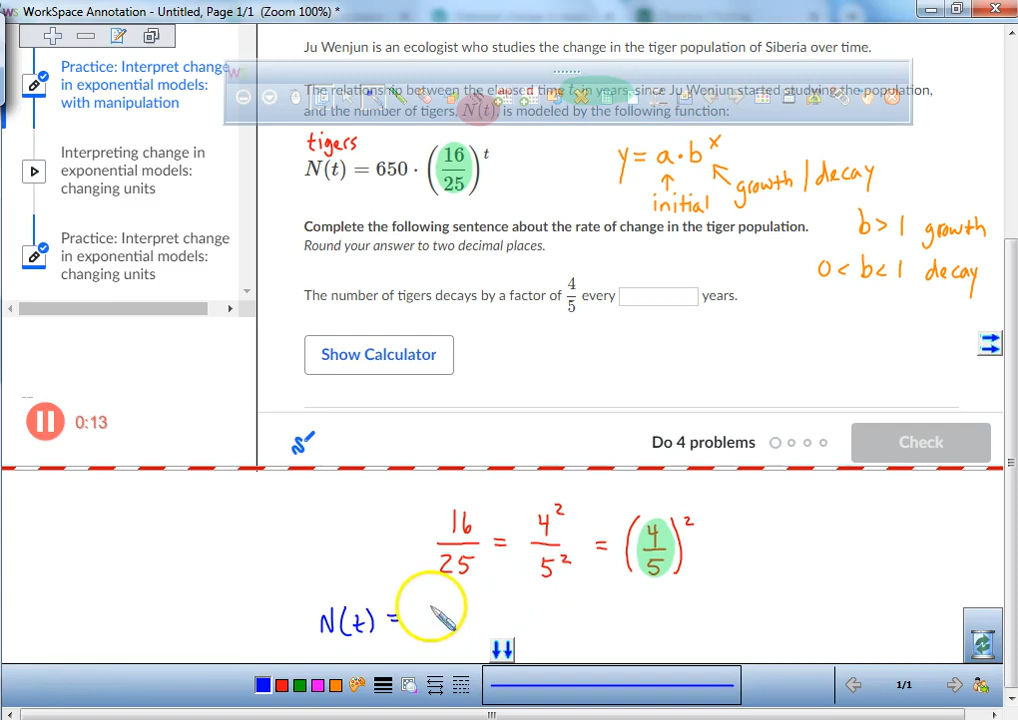 WorkSpace Annotation - Untitled, Page 1/1 (Zoom 100%) *
Practice: Interpret change
in exponential models:
with manipulation
Interpreting change in
exponential models:
changing units
Practice: Interpret change
in exponential models:
changing units
0:13
Ju Wenjun is an ecologist who studies the change in the tiger population of Siberia over time.
The relationship between the elapsed time t, in years, since Ju Wenjun started studying the population,
and the number of tigers, N(t), is modeled by the following function:
tigers
N(t) = 650 · (16/25)^t
y = a · b^x
initial
growth / decay
b > 1 growth
0 < b < 1 decay
Complete the following sentence about the rate of change in the tiger population.
Round your answer to two decimal places.
The number of tigers decays by a factor of 4/5 every years.
Show Calculator
Do 4 problems
Check
16/25 = 4^2/5^2 = (4/5)^2
N(t) =
1/1